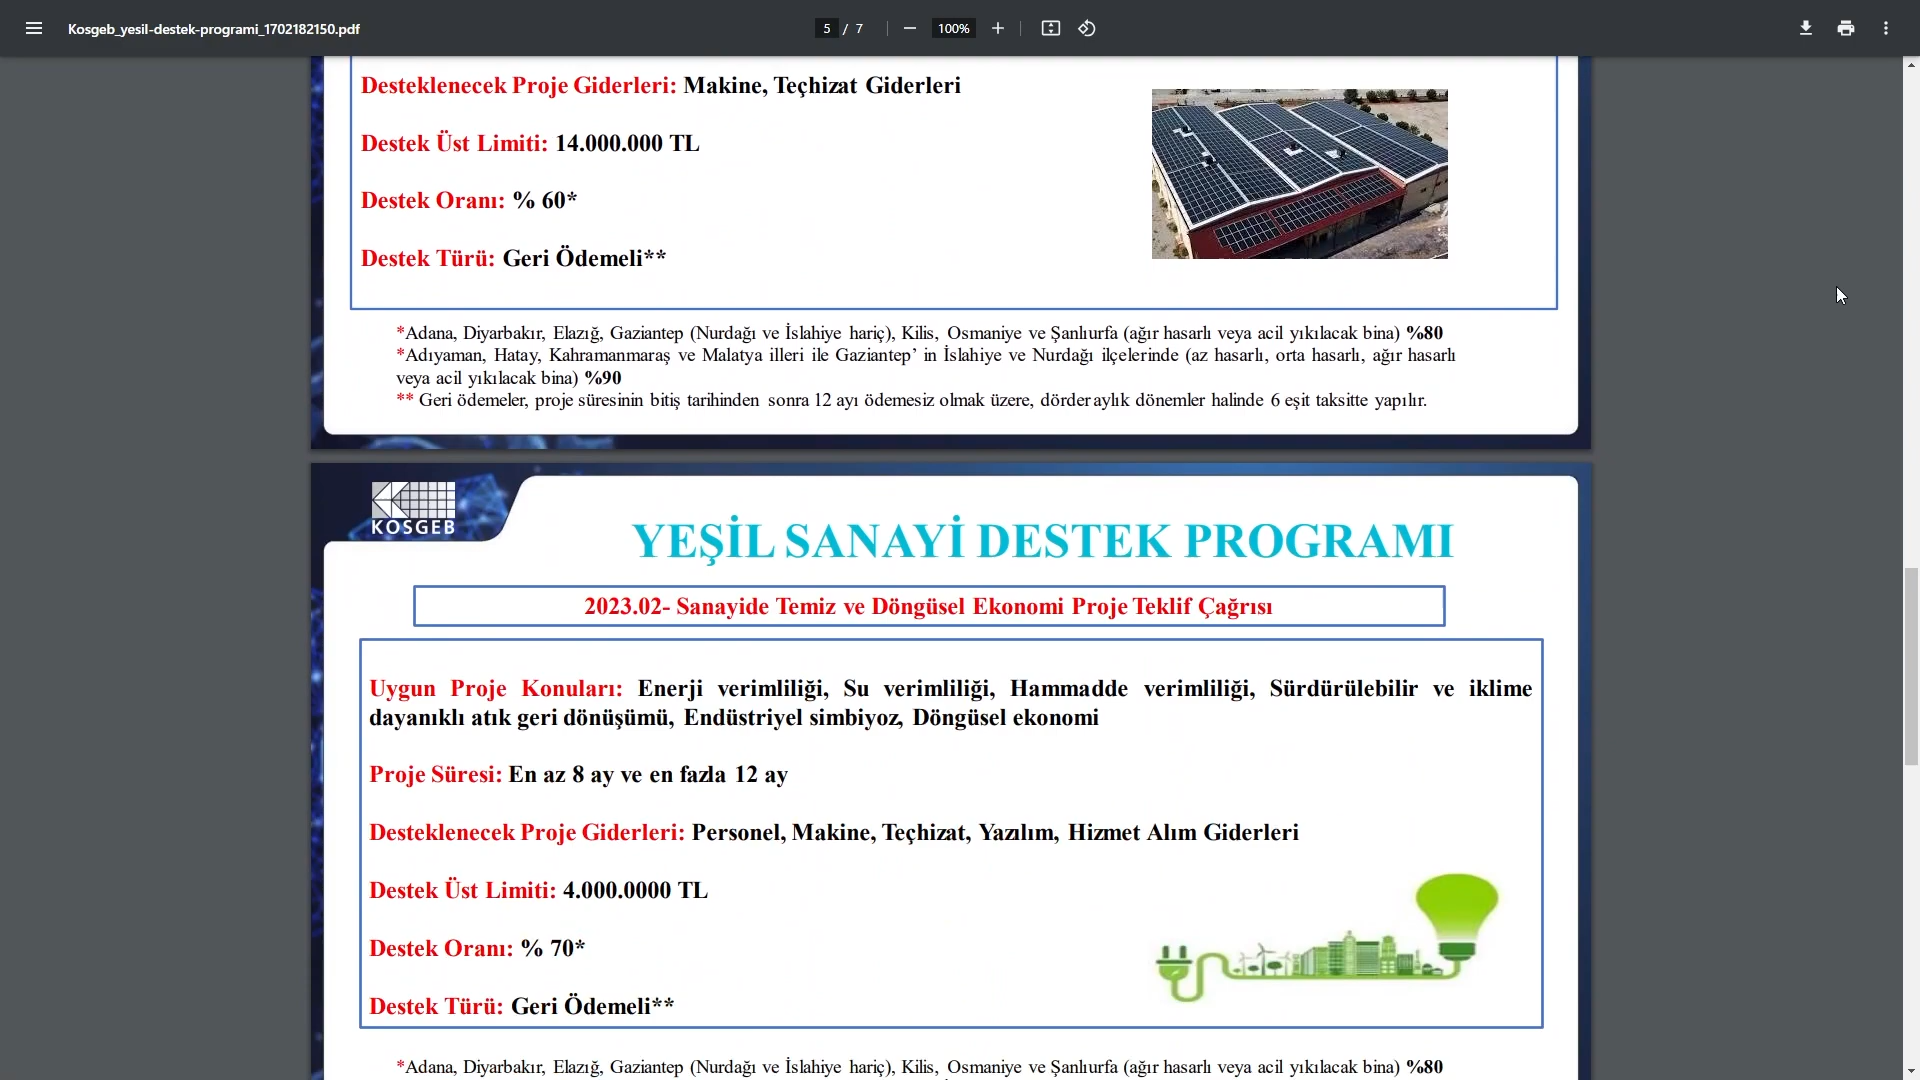 Kosgeb_yesil-destek-programi_1702182150.pdf
5 / 7
100%
Desteklenecek Proje Giderleri: Makine, Teçhizat Giderleri
Destek Üst Limiti: 14.000.000 TL
Destek Oranı: % 60*
Destek Türü: Geri Ödemeli**
*Adana, Diyarbakır, Elazığ, Gaziantep (Nurdağı ve İslahiye hariç), Kilis, Osmaniye ve Şanlıurfa (ağır hasarlı veya acil yıkılacak bina) %80
*Adıyaman, Hatay, Kahramanmaraş ve Malatya illeri ile Gaziantep’ in İslahiye ve Nurdağı ilçelerinde (az hasarlı, orta hasarlı, ağır hasarlı
veya acil yıkılacak bina) %90
** Geri ödemeler, proje süresinin bitiş tarihinden sonra 12 ayı ödemesiz olmak üzere, dörder aylık dönemler halinde 6 eşit taksitte yapılır.
KOSGEB
YEŞİL SANAYİ DESTEK PROGRAMI
2023.02- Sanayide Temiz ve Döngüsel Ekonomi Proje Teklif Çağrısı
Uygun Proje Konuları: Enerji verimliliği, Su verimliliği, Hammadde verimliliği, Sürdürülebilir ve iklime
dayanıklı atık geri dönüşümü, Endüstriyel simbiyoz, Döngüsel ekonomi
Proje Süresi: En az 8 ay ve en fazla 12 ay
Desteklenecek Proje Giderleri: Personel, Makine, Teçhizat, Yazılım, Hizmet Alım Giderleri
Destek Üst Limiti: 4.000.0000 TL
Destek Oranı: % 70*
Destek Türü: Geri Ödemeli**
*Adana, Diyarbakır, Elazığ, Gaziantep (Nurdağı ve İslahiye hariç), Kilis, Osmaniye ve Şanlıurfa (ağır hasarlı veya acil yıkılacak bina) %80